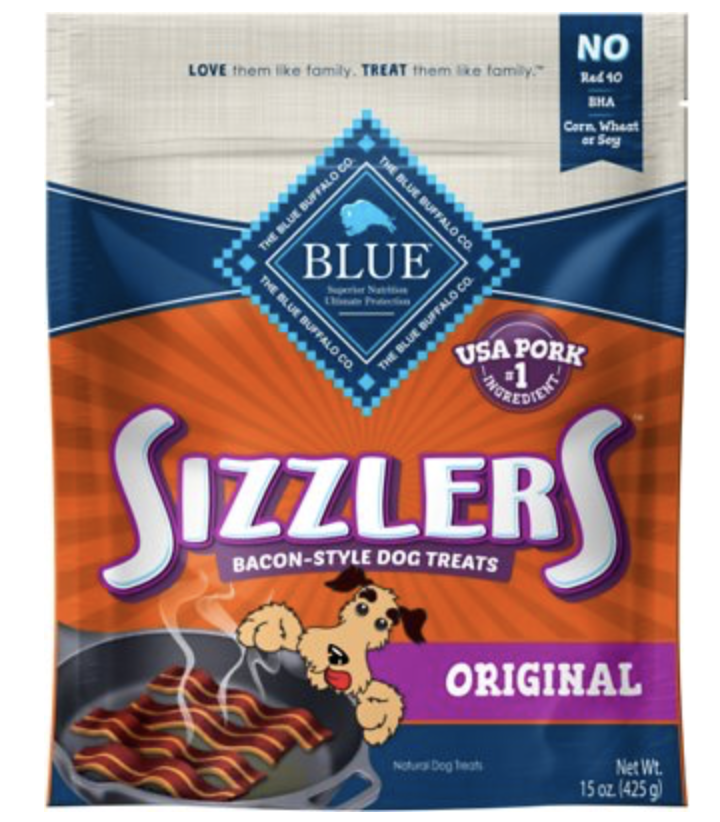 LOVE them like family. TREAT them like family.™
NO
Red 40
BHA
Corn, Wheat
or Soy
THE BLUE BUFFALO CO.
THE BLUE BUFFALO CO.
BLUE™
Superior Nutrition
Ultimate Protection
THE BLUE BUFFALO CO.
THE BLUE BUFFALO CO.
USA PORK
#1
INGREDIENT
SIZZLERS™
BACON-STYLE DOG TREATS
ORIGINAL
Natural Dog Treats
Net Wt.
15 oz. (425 g)